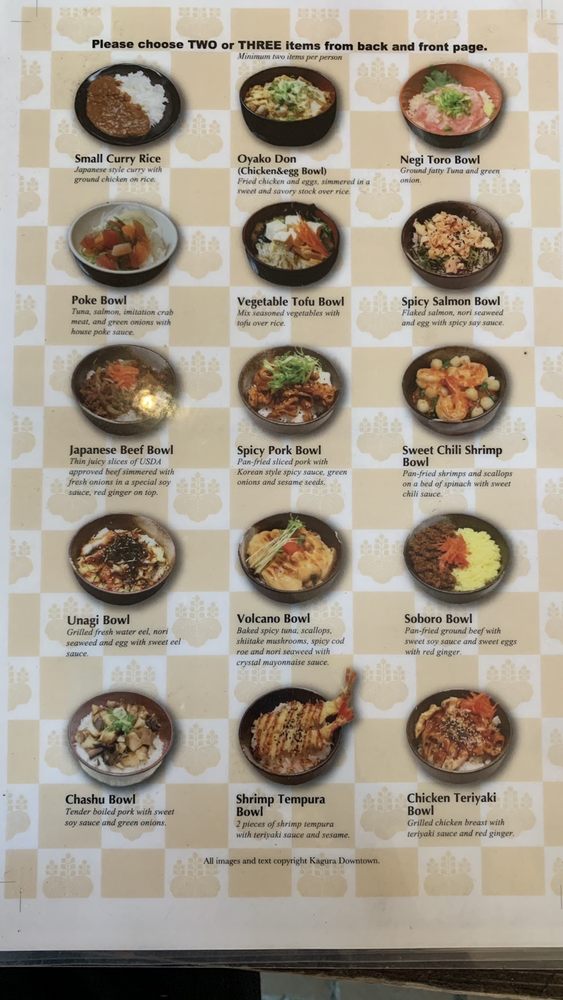 Please choose TWO or THREE items from back and front page.
Minimum two items per person
Small Curry Rice
Japanese style curry with
ground chicken on rice.
Oyako Don
(Chicken&egg Bowl)
Fried chicken and eggs, simmered in a
sweet and savory stock over rice.
Negi Toro Bowl
Ground fatty Tuna and green
onion.
Poke Bowl
Tuna, salmon, imitation crab
meat, and green onions with
house poke sauce.
Vegetable Tofu Bowl
Mix seasoned vegetables with
tofu over rice.
Spicy Salmon Bowl
Flaked salmon, nori seaweed
and egg with spicy soy sauce.
Japanese Beef Bowl
Thin juicy slices of USDA
approved beef simmered with
fresh onions in a special soy
sauce, red ginger on top.
Spicy Pork Bowl
Pan-fried sliced pork with
Korean style spicy sauce, green
onions and sesame seeds.
Sweet Chili Shrimp
Bowl
Pan-fried shrimps and scallops
on a bed of spinach with sweet
chili sauce.
Unagi Bowl
Grilled fresh water eel, nori
seaweed and egg with sweet eel
sauce.
Volcano Bowl
Baked spicy tuna, scallops,
shiitake mushrooms, spicy cod
roe and nori seaweed with
crystal mayonnaise sauce.
Soboro Bowl
Pan-fried ground beef with
sweet soy sauce and sweet eggs
with red ginger.
Chashu Bowl
Tender boiled pork with sweet
soy sauce and green onions.
Shrimp Tempura
Bowl
2 pieces of shrimp tempura
with teriyaki sauce and sesame.
Chicken Teriyaki
Bowl
Grilled chicken breast with
teriyaki sauce and red ginger.
All images and text copyright Kagura Downtown.